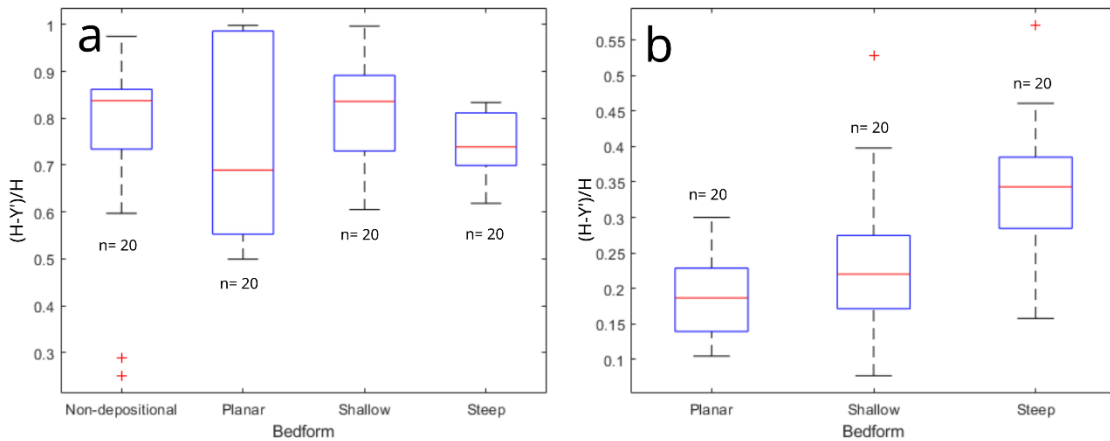 a
(H-Y')/H
1
0.9
0.8
0.7
0.6
0.5
0.4
0.3
n= 20
n= 20
n= 20
n= 20
Non-depositional
Planar
Shallow
Steep
Bedform
b
(H-Y')/H
0.55
0.5
0.45
0.4
0.35
0.3
0.25
0.2
0.15
0.1
n= 20
n= 20
n= 20
Planar
Shallow
Steep
Bedform